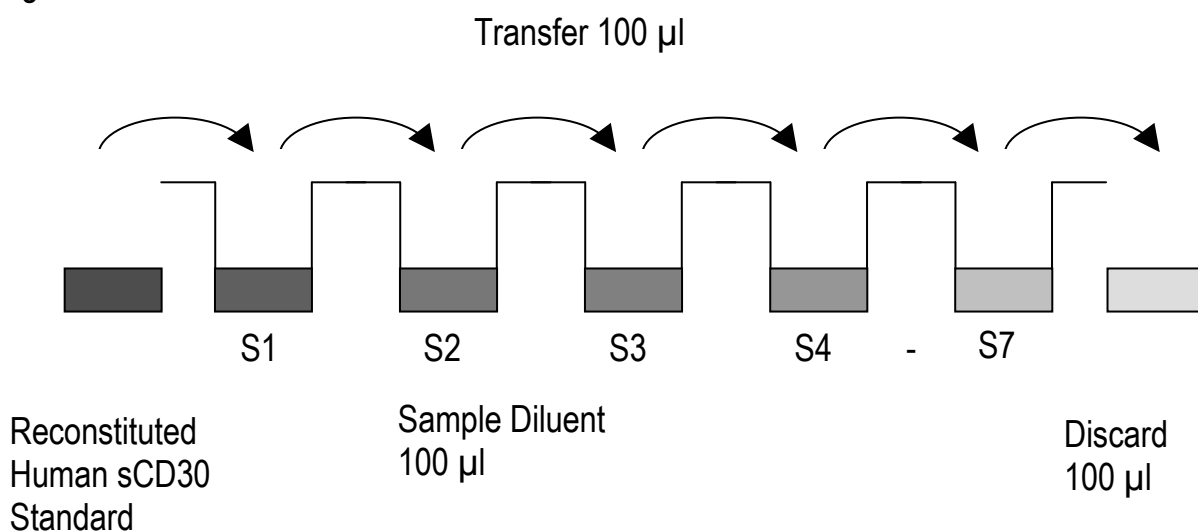 Transfer 100 µl
S1 S2 S3 S4 - S7
Reconstituted
Human sCD30
Standard
Sample Diluent
100 µl
Discard
100 µl